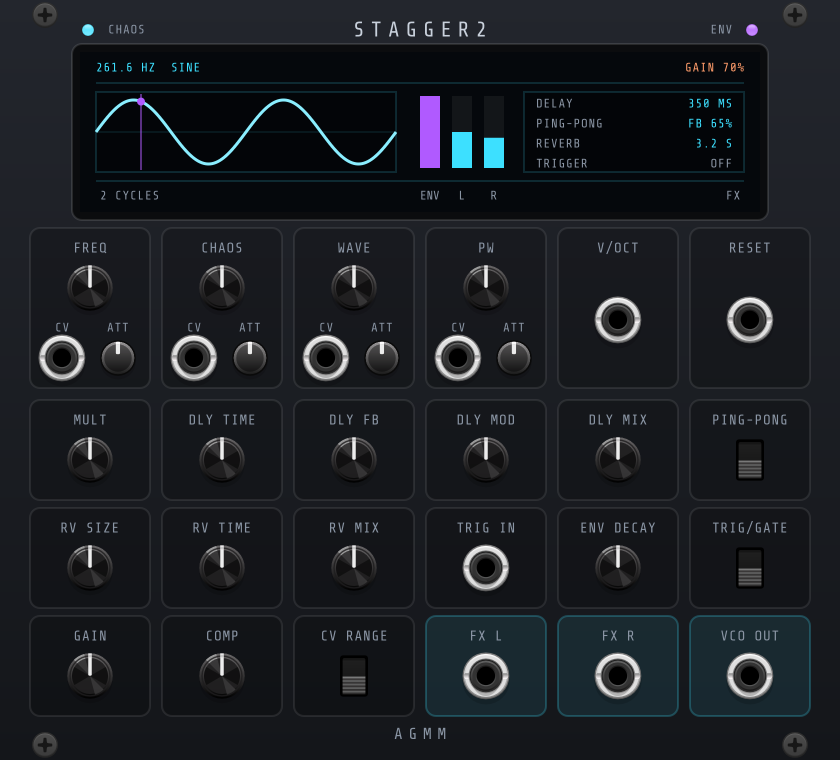 STAGGER2
CHAOS
ENV
261.6 HZ SINE
GAIN 70%
DELAY 350 MS
PING-PONG FB 65%
REVERB 3.2 S
TRIGGER OFF
2 CYCLES
ENV L R
FX
FREQ CHAOS WAVE PW V/OCT RESET
CV ATT CV ATT CV ATT CV ATT
MULT DLY TIME DLY FB DLY MOD DLY MIX PING-PONG
RV SIZE RV TIME RV MIX TRIG IN ENV DECAY TRIG/GATE
GAIN COMP CV RANGE FX L FX R VCO OUT
AGMM